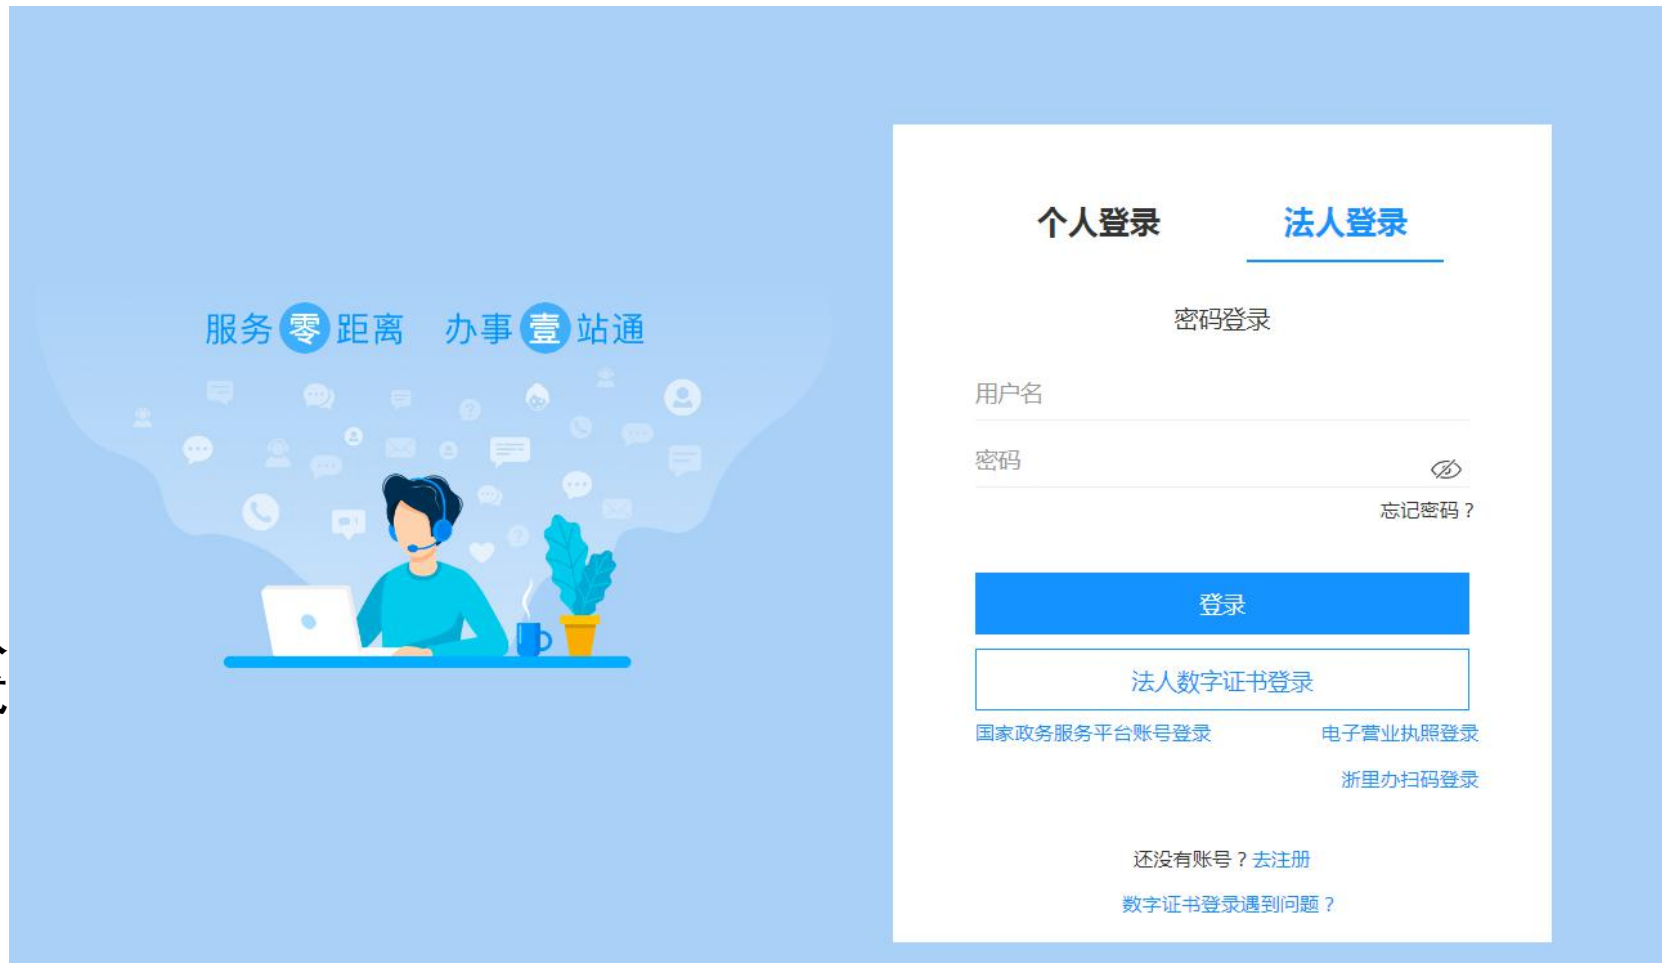 服务零距离 办事壹站通
个人登录 法人登录
密码登录
用户名
密码
忘记密码？
登录
法人数字证书登录
国家政务服务平台账号登录 电子营业执照登录
浙里办扫码登录
还没有账号？去注册
数字证书登录遇到问题？